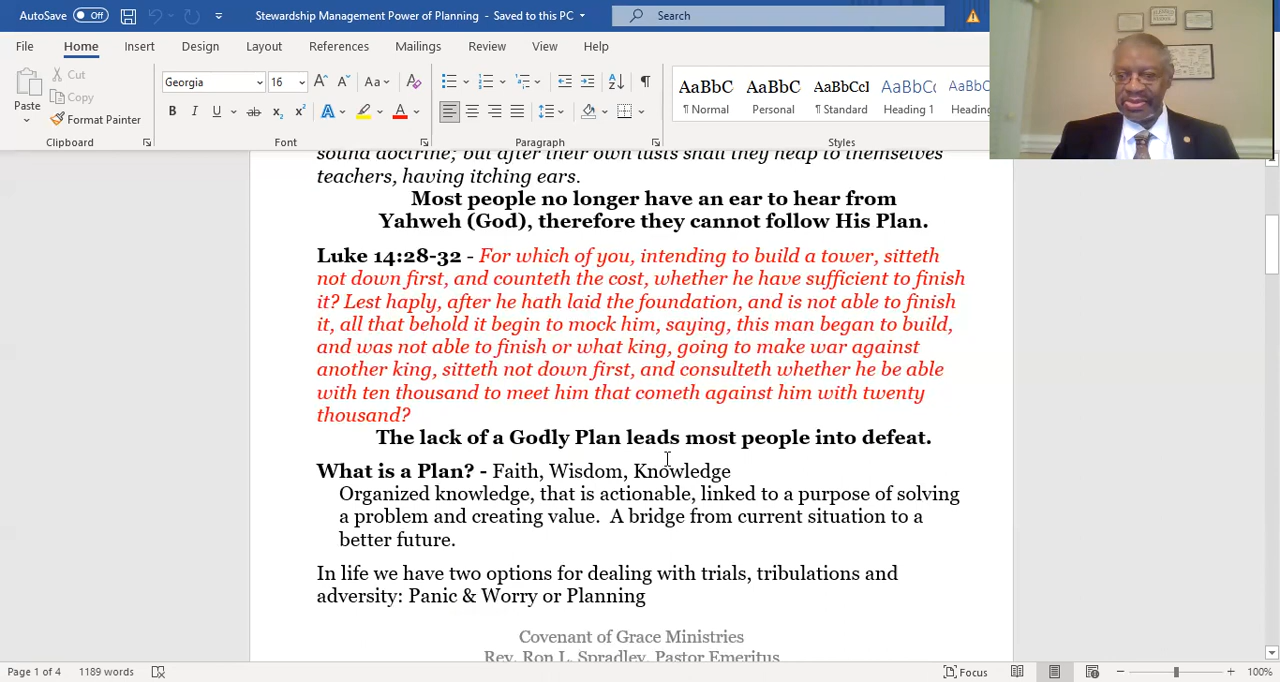 AutoSave Off Stewardship Management Power of Planning - Saved to this PC Search
File Home Insert Design Layout References Mailings Review View Help
Paste Cut Copy Format Painter
Georgia 16 A A Aa A
B I U ab x2 x2 A A
AaBbC AaBbC AaBbCcI AaBbC AaBbC
¶ Normal Personal ¶ Standard Heading 1 Heading
Clipboard Font Paragraph Styles
sound doctrine; but after their own lusts shall they heap to themselves
teachers, having itching ears.
Most people no longer have an ear to hear from
Yahweh (God), therefore they cannot follow His Plan.
Luke 14:28-32 - For which of you, intending to build a tower, sitteth
not down first, and counteth the cost, whether he have sufficient to finish
it? Lest haply, after he hath laid the foundation, and is not able to finish
it, all that behold it begin to mock him, saying, this man began to build,
and was not able to finish or what king, going to make war against
another king, sitteth not down first, and consulteth whether he be able
with ten thousand to meet him that cometh against him with twenty
thousand?
The lack of a Godly Plan leads most people into defeat.
What is a Plan? - Faith, Wisdom, Knowledge
Organized knowledge, that is actionable, linked to a purpose of solving
a problem and creating value. A bridge from current situation to a
better future.
In life we have two options for dealing with trials, tribulations and
adversity: Panic & Worry or Planning
Covenant of Grace Ministries
Rev. Ron L. Spradley, Pastor Emeritus
Page 1 of 4 1189 words Focus 100%